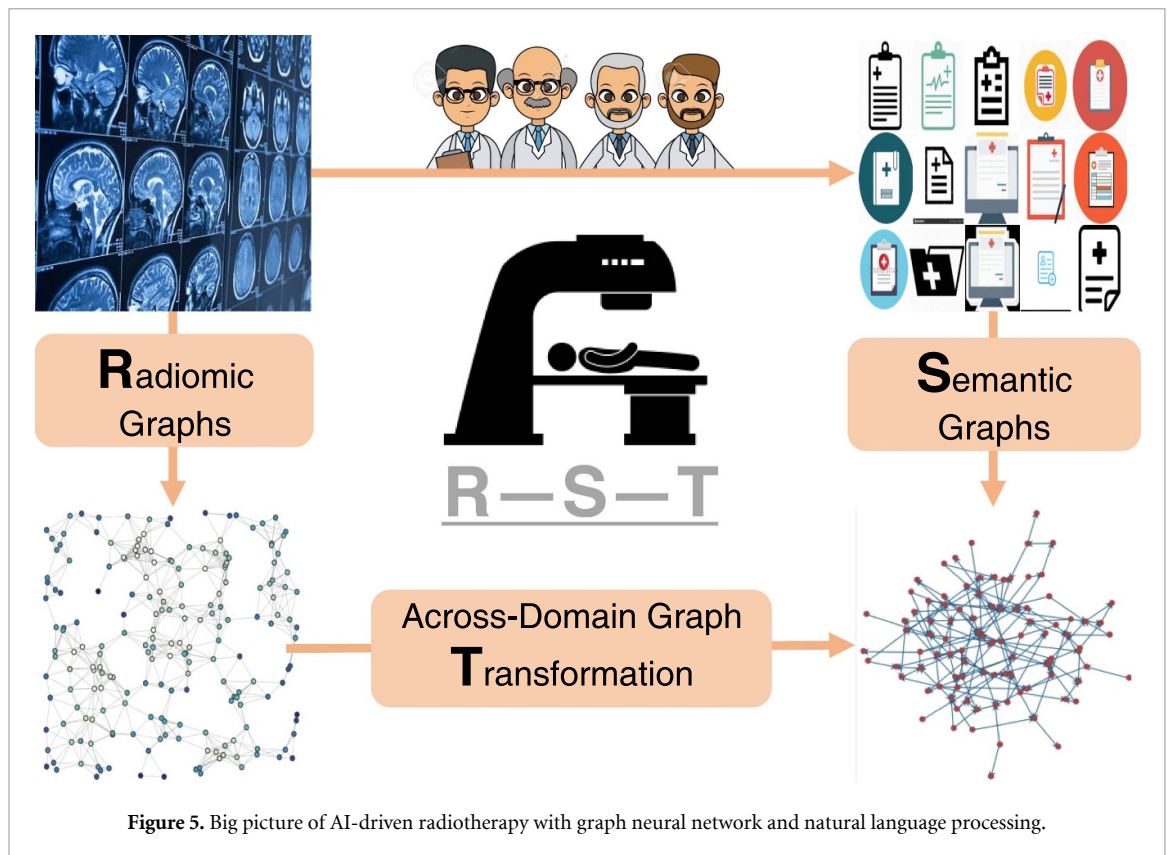 Radiomic
Graphs
Semantic
Graphs
R—S—T
Across-Domain Graph
Transformation
Figure 5. Big picture of AI-driven radiotherapy with graph neural network and natural language processing.